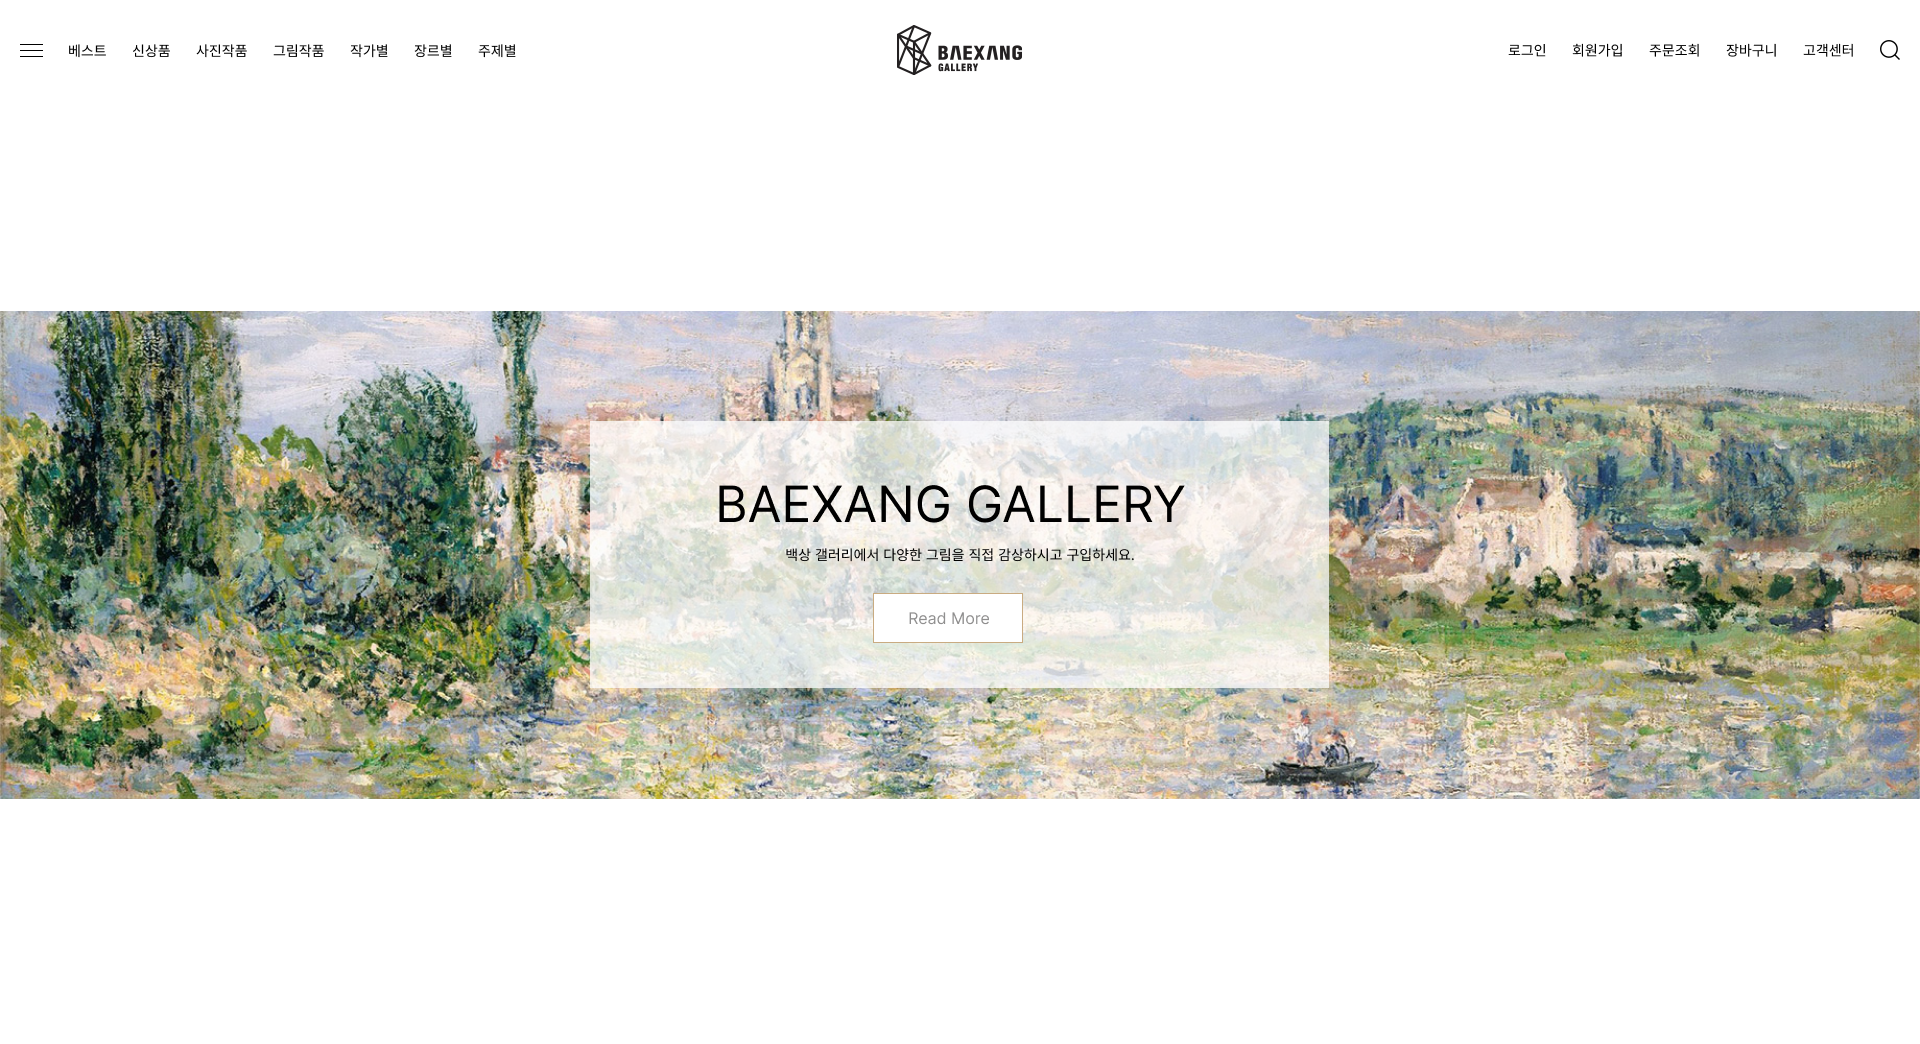 베스트 신상품 사진작품 그림작품 작가별 장르별 주제별
BAEXANG
GALLERY
로그인 회원가입 주문조회 장바구니 고객센터
BAEXANG GALLERY
백상 갤러리에서 다양한 그림을 직접 감상하시고 구입하세요.
Read More